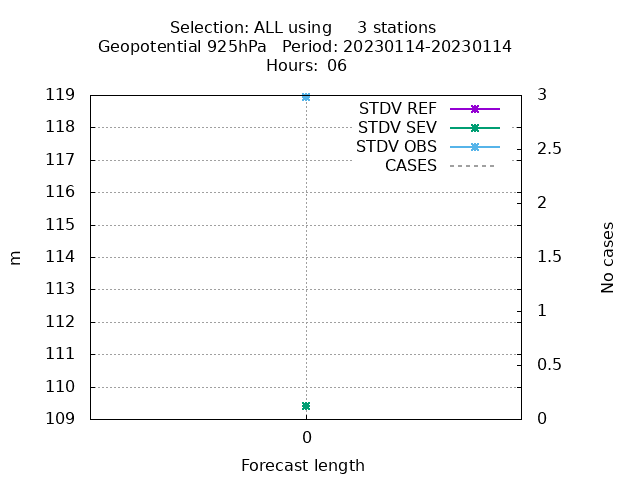 Selection: ALL using     3 stations
Geopotential 925hPa   Period: 20230114-20230114
Hours:  06
119
118
117
116
115
114
113
112
111
110
109
m
STDV REF
STDV SEV
STDV OBS
CASES
3
2.5
2
1.5
1
0.5
0
No cases
0
Forecast length